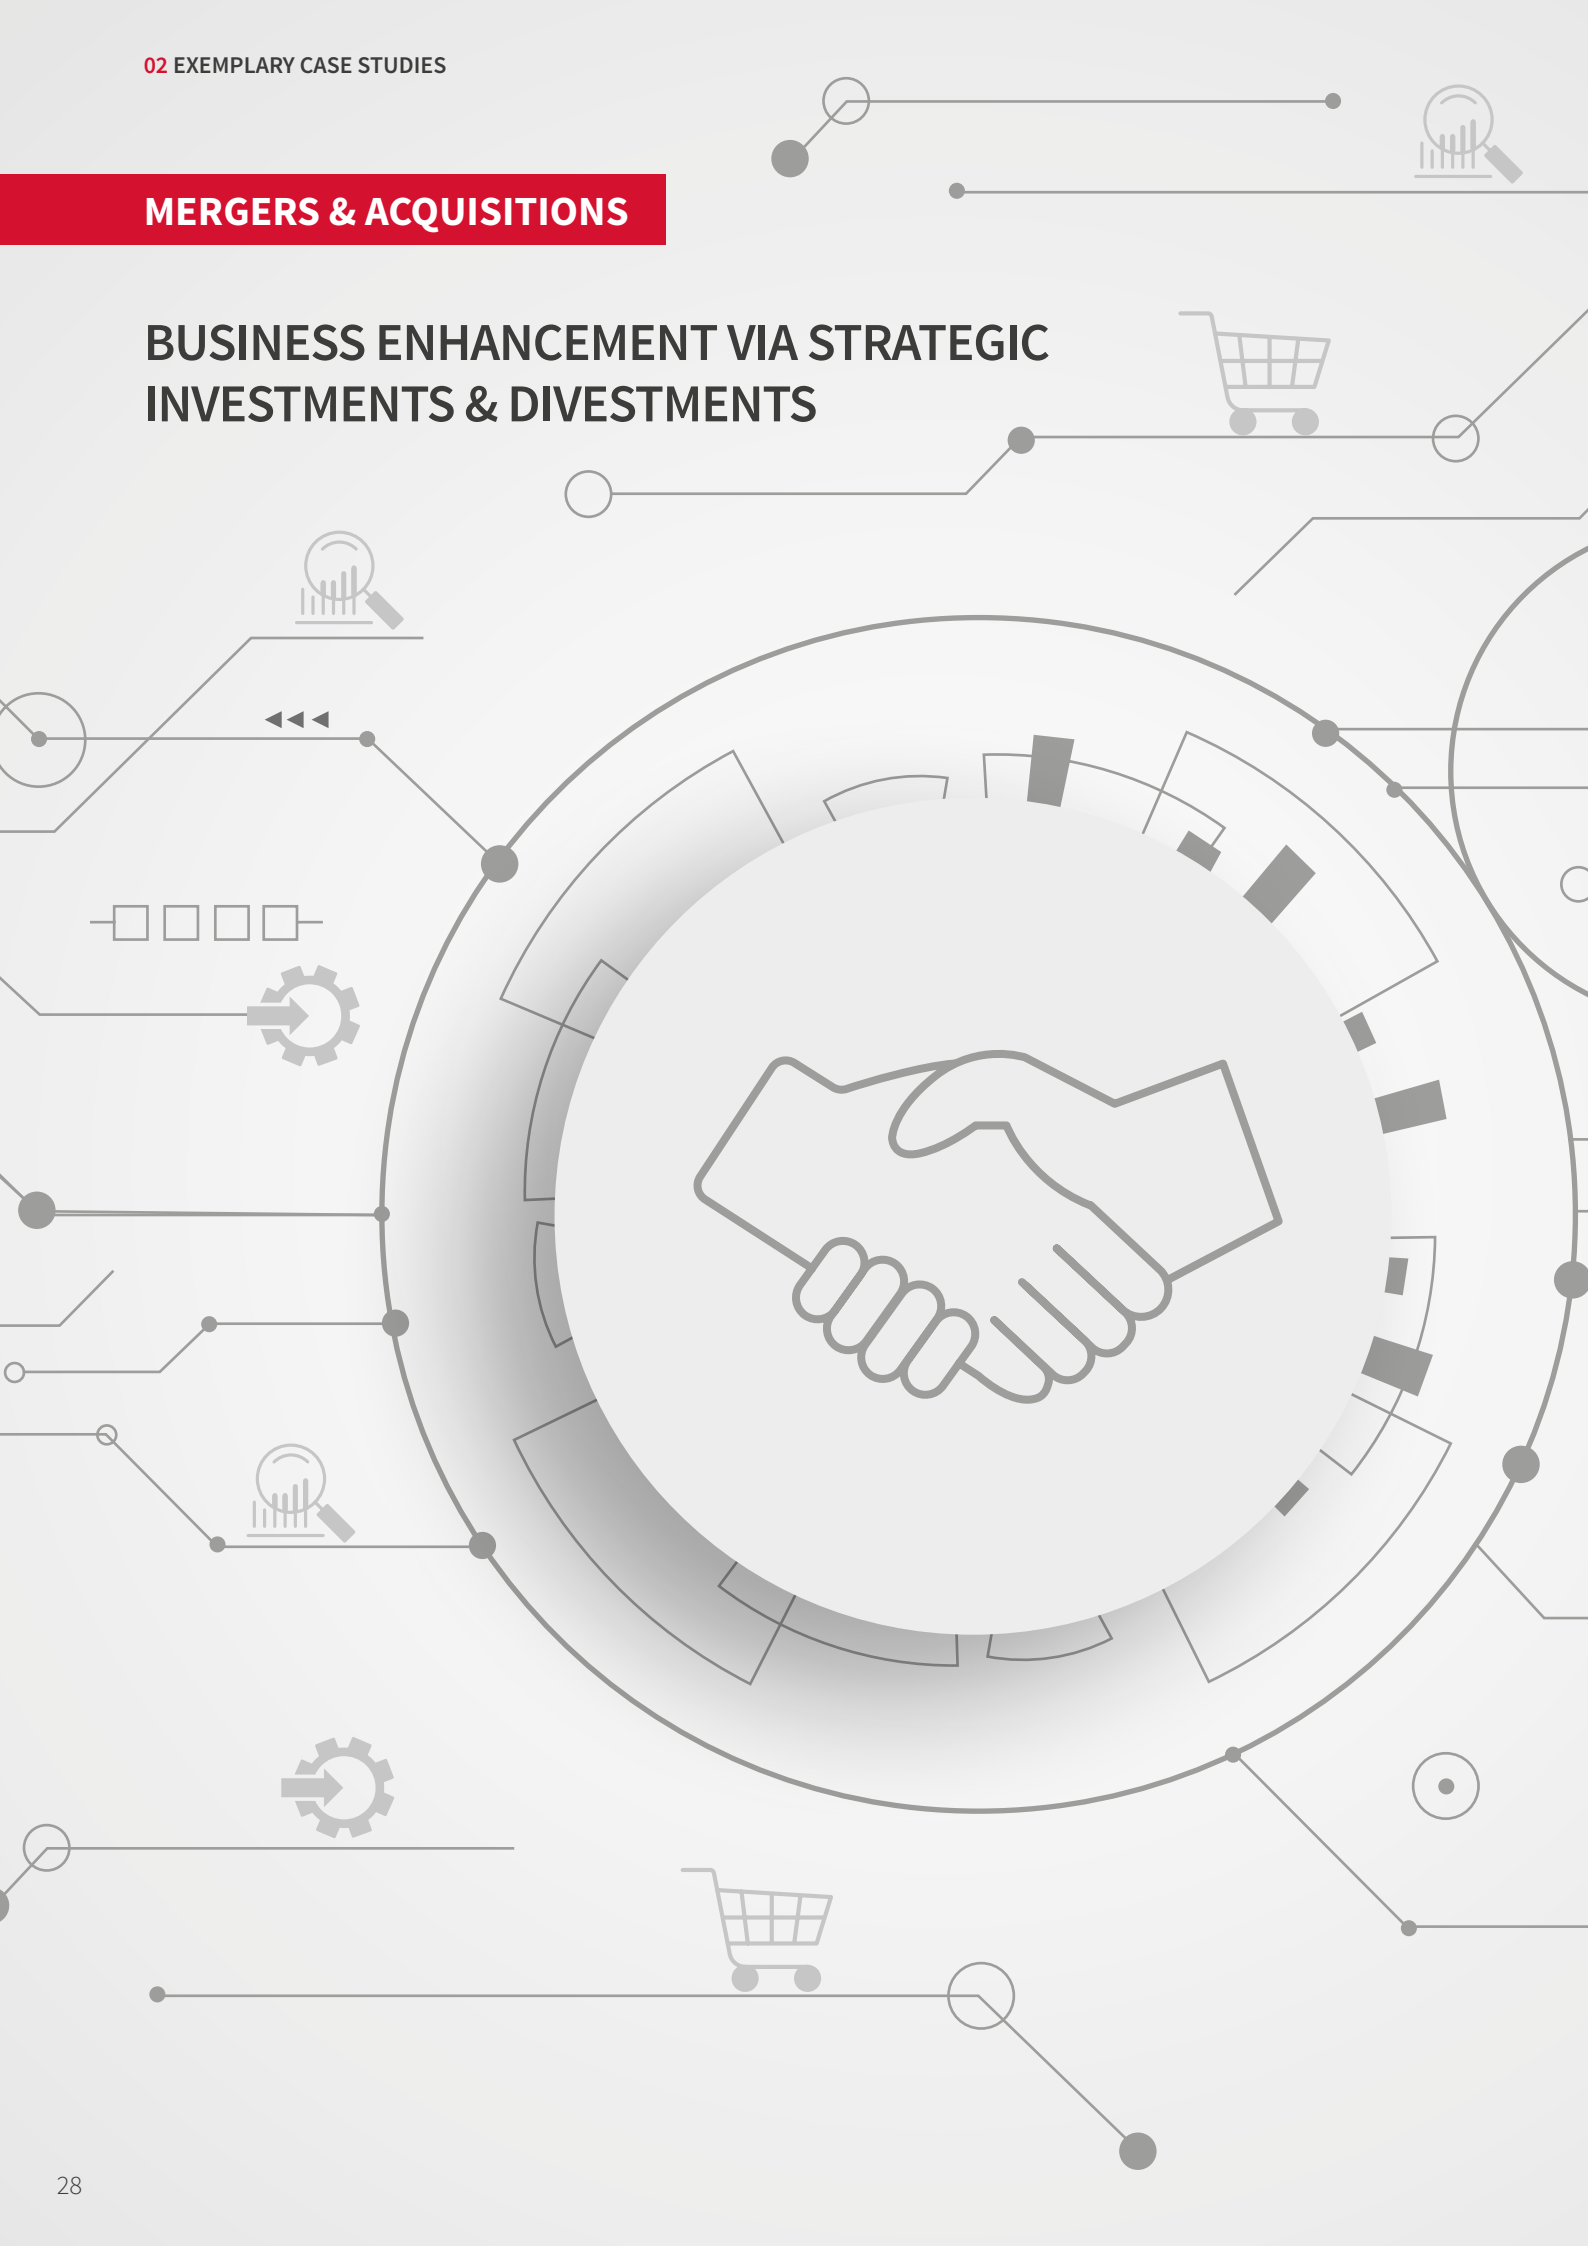 02 EXEMPLARY CASE STUDIES
MERGERS & ACQUISITIONS
BUSINESS ENHANCEMENT VIA STRATEGIC
INVESTMENTS & DIVESTMENTS
28